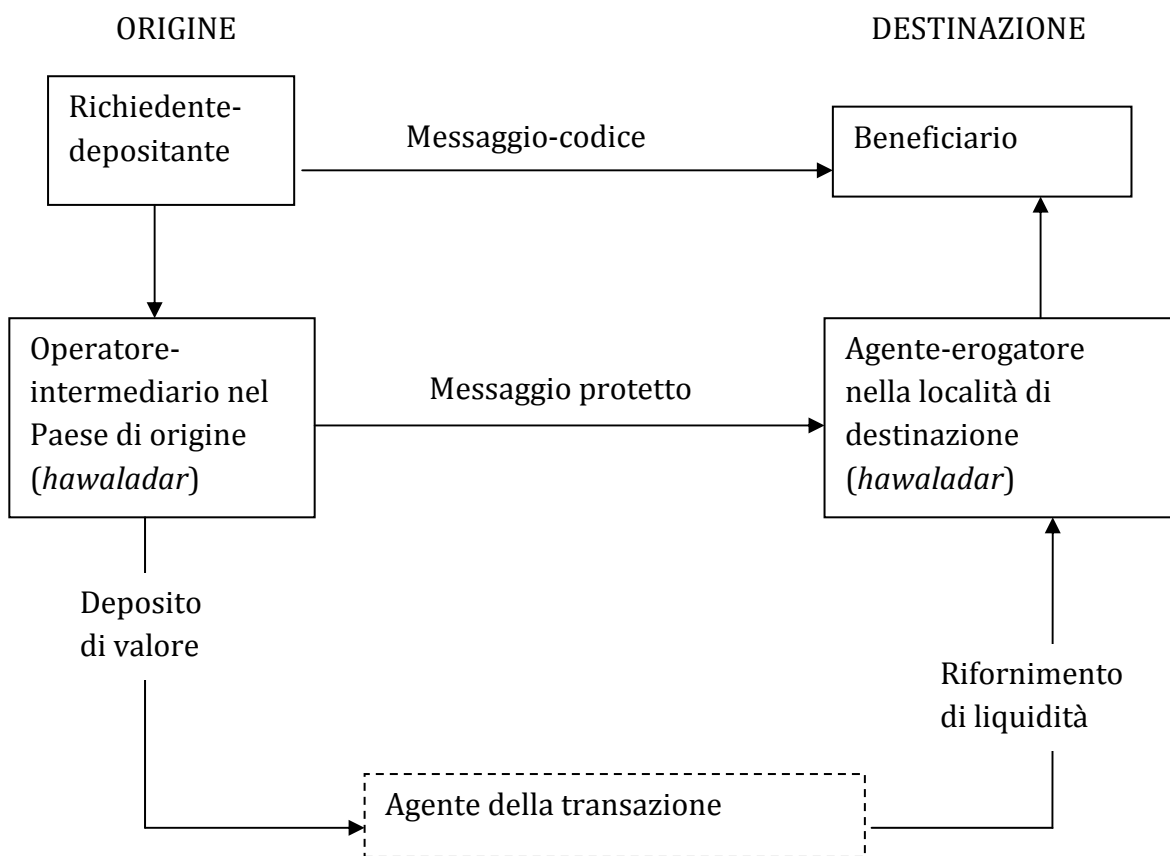 ORIGINE
DESTINAZIONE
Richiedente-
depositante
Messaggio-codice
Beneficiario
Operatore-
intermediario nel
Paese di origine
(hawaladar)
Messaggio protetto
Agente-erogatore
nella località di
destinazione
(hawaladar)
Deposito
di valore
Rifornimento
di liquidità
Agente della transazione